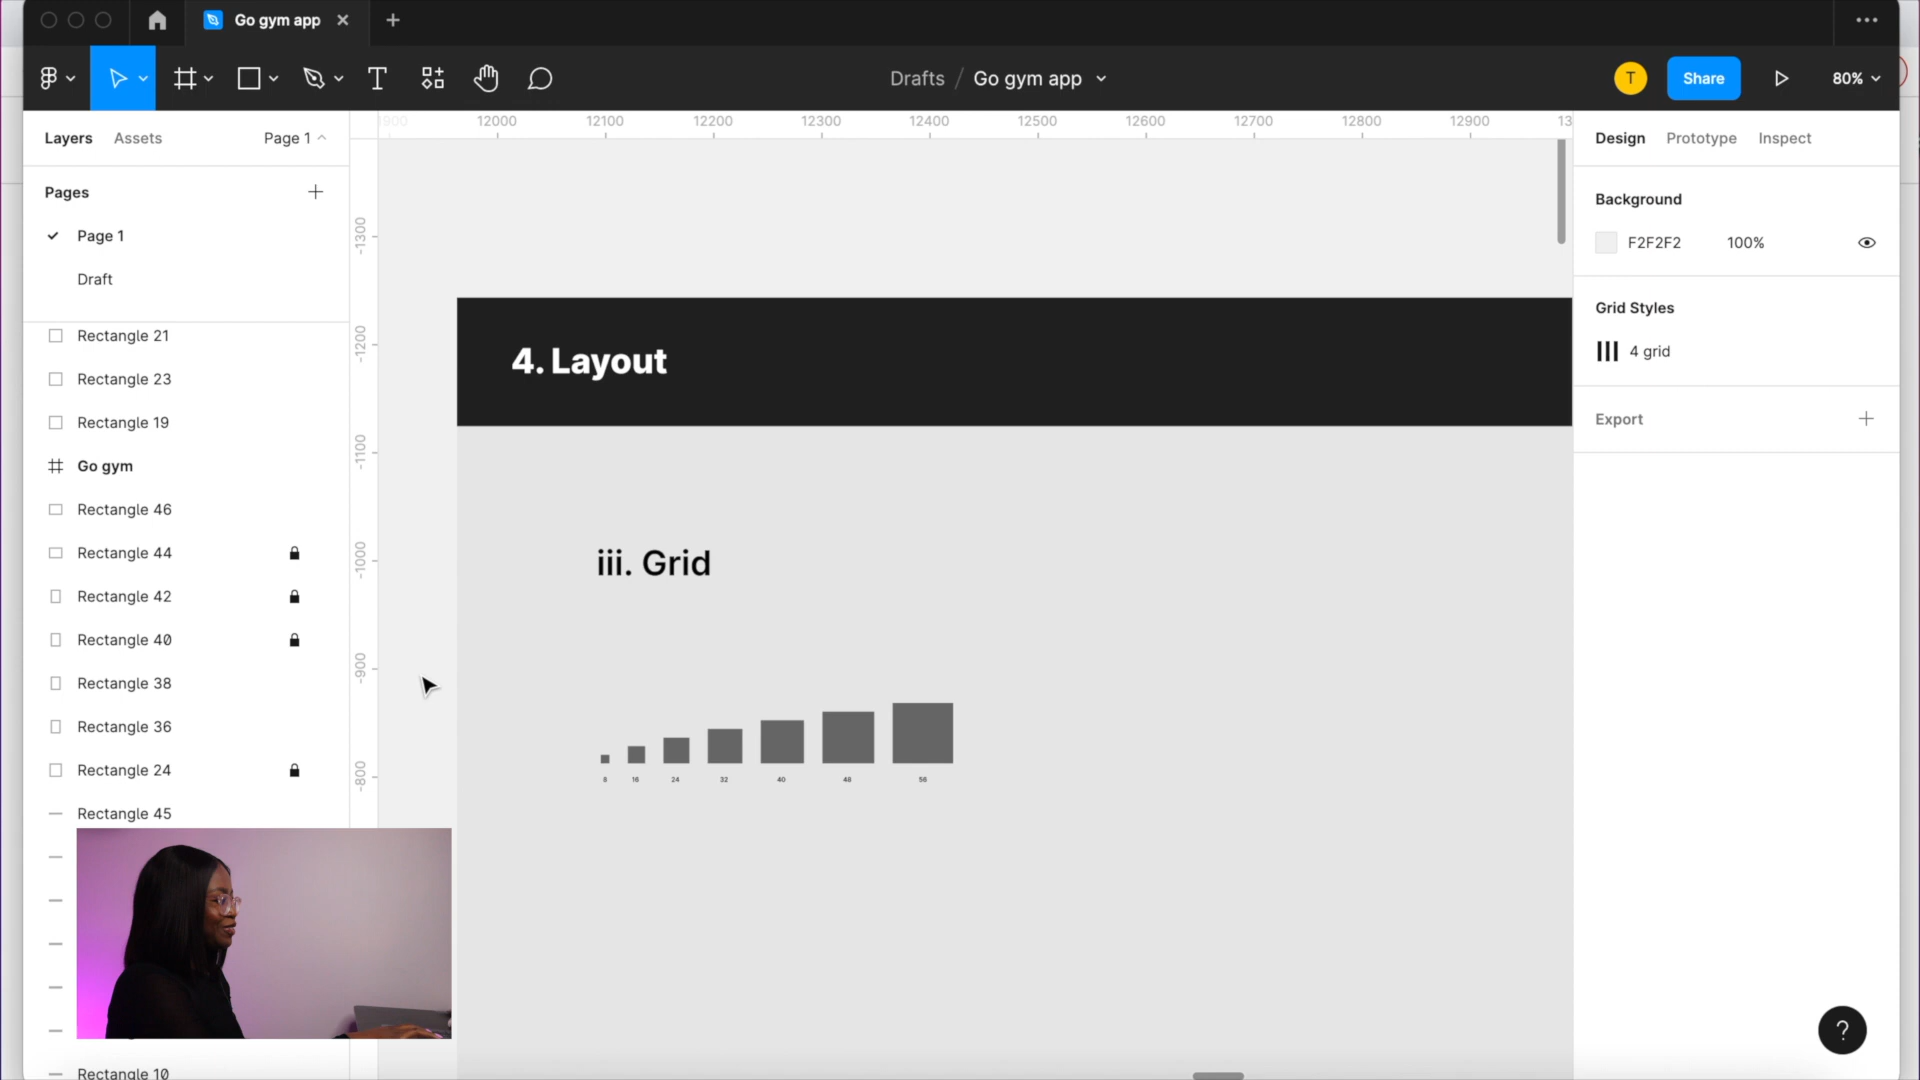 Go gym app
Drafts / Go gym app
T
Share
80%
Layers
Assets
Page 1
Pages
Page 1
Draft
Rectangle 21
Rectangle 23
Rectangle 19
Go gym
Rectangle 46
Rectangle 44
Rectangle 42
Rectangle 40
Rectangle 38
Rectangle 36
Rectangle 24
Rectangle 45
Rectangle 10
900 12000 12100 12200 12300 12400 12500 12600 12700 12800 12900 13
-1300
-1200
-1100
-1000
-900
-800
4. Layout
iii. Grid
8 16 24 32 40 48 56
Design Prototype Inspect
Background
F2F2F2 100%
Grid Styles
4 grid
Export
?